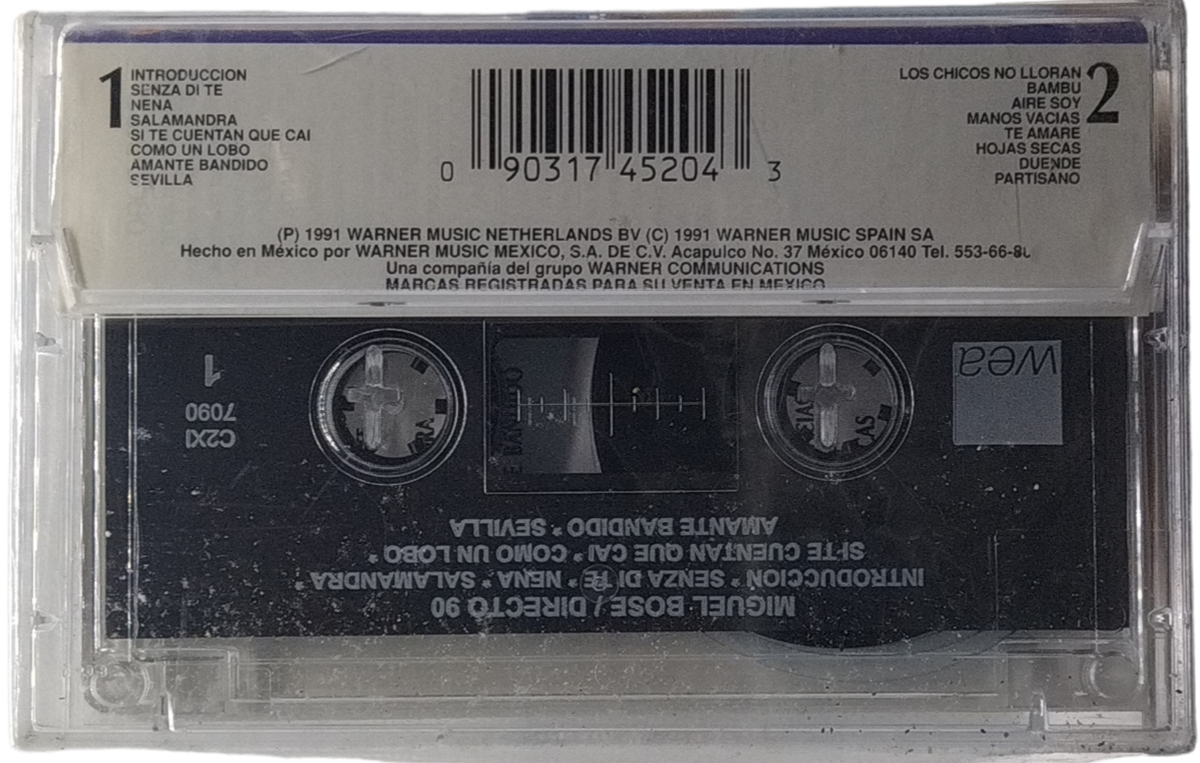 1
INTRODUCCION
SENZA DI TE
NENA
SALAMANDRA
SI TE CUENTAN QUE CAI
COMO UN LOBO
AMANTE BANDIDO
SEVILLA
0 90317 45204 3
2
LOS CHICOS NO LLORAN
BAMBU
AIRE SOY
MANOS VACIAS
TE AMARE
HOJAS SECAS
DUENDE
PARTISANO
(P) 1991 WARNER MUSIC NETHERLANDS BV (C) 1991 WARNER MUSIC SPAIN SA
Hecho en México por WARNER MUSIC MEXICO, S.A. DE C.V. Acapulco No. 37 México 06140 Tel. 553-66-
Una compañía del grupo WARNER COMMUNICATIONS
MARCAS REGISTRADAS PARA SU VENTA EN MEXICO
MIGUEL BOSE / DIRECTO 90
INTRODUCCION * SENZA DI TE * NENA * SALAMANDRA *
SI TE CUENTAN QUE CAI * COMO UN LOBO *
AMANTE BANDIDO * SEVILLA
wea
C2XI
7090
1